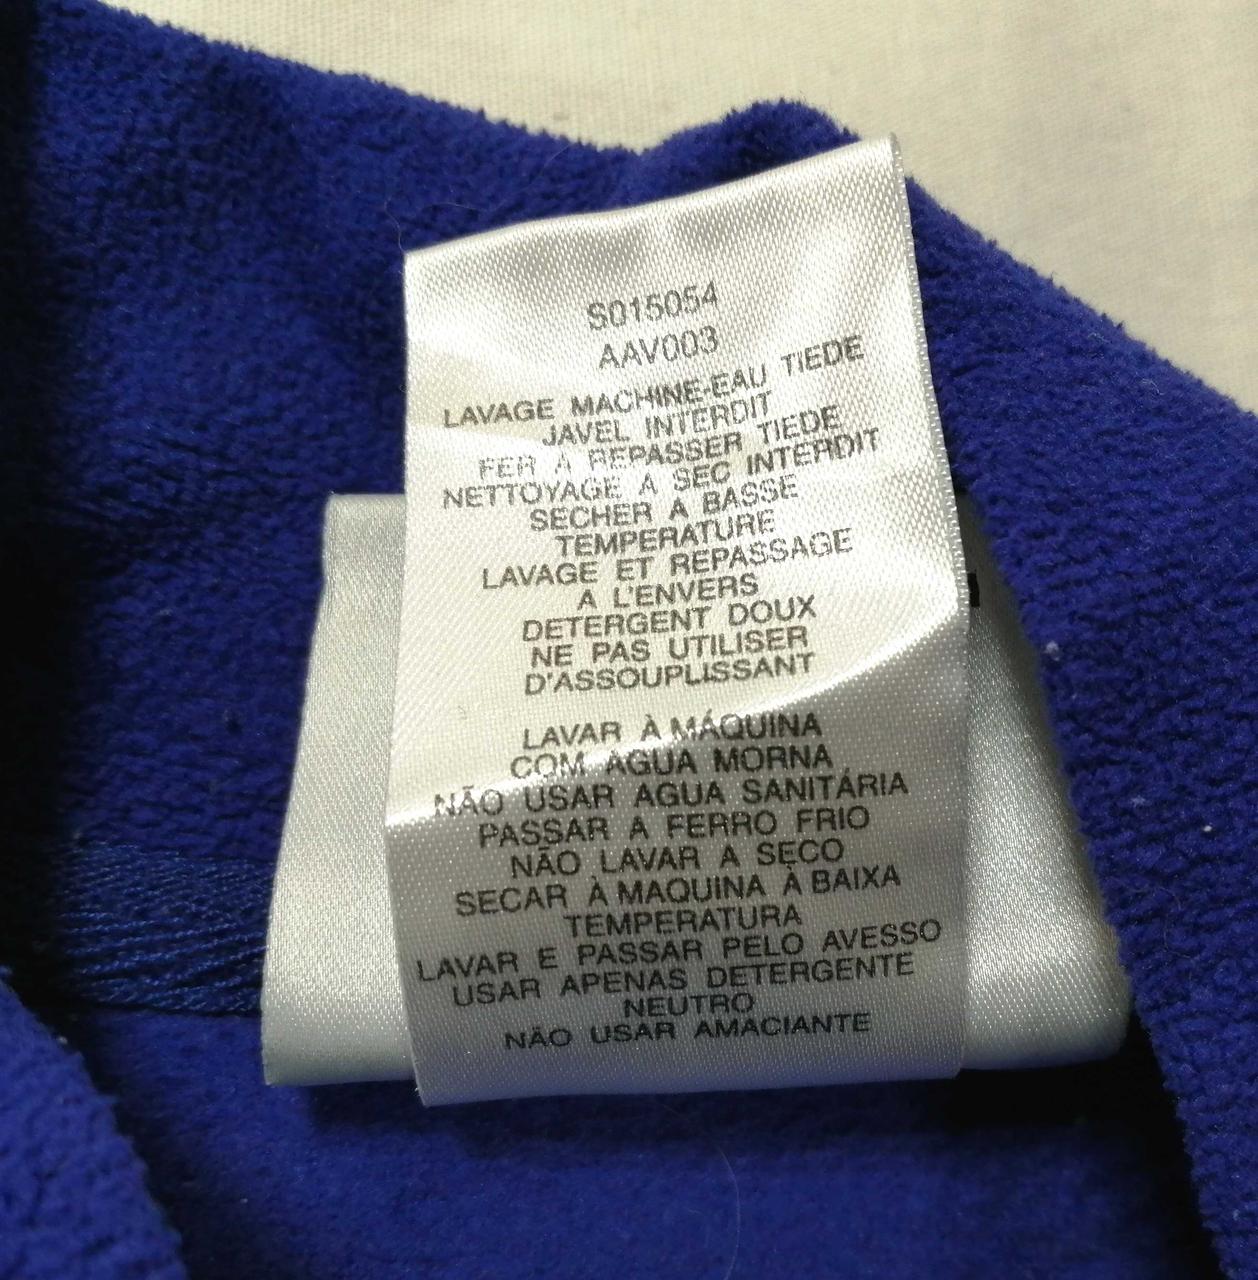 S015054
AAV003
LAVAGE MACHINE-EAU TIEDE
JAVEL INTERDIT
FER A REPASSER TIEDE
NETTOYAGE A SEC INTERDIT
SECHER A BASSE
TEMPERATURE
LAVAGE ET REPASSAGE
A L'ENVERS
DETERGENT DOUX
NE PAS UTILISER
D'ASSOUPLISSANT
LAVAR À MÁQUINA
COM AGUA MORNA
NÃO USAR AGUA SANITÁRIA
PASSAR A FERRO FRIO
NÃO LAVAR A SECO
SECAR À MAQUINA À BAIXA
TEMPERATURA
LAVAR E PASSAR PELO AVESSO
USAR APENAS DETERGENTE
NEUTRO
NÃO USAR AMACIANTE